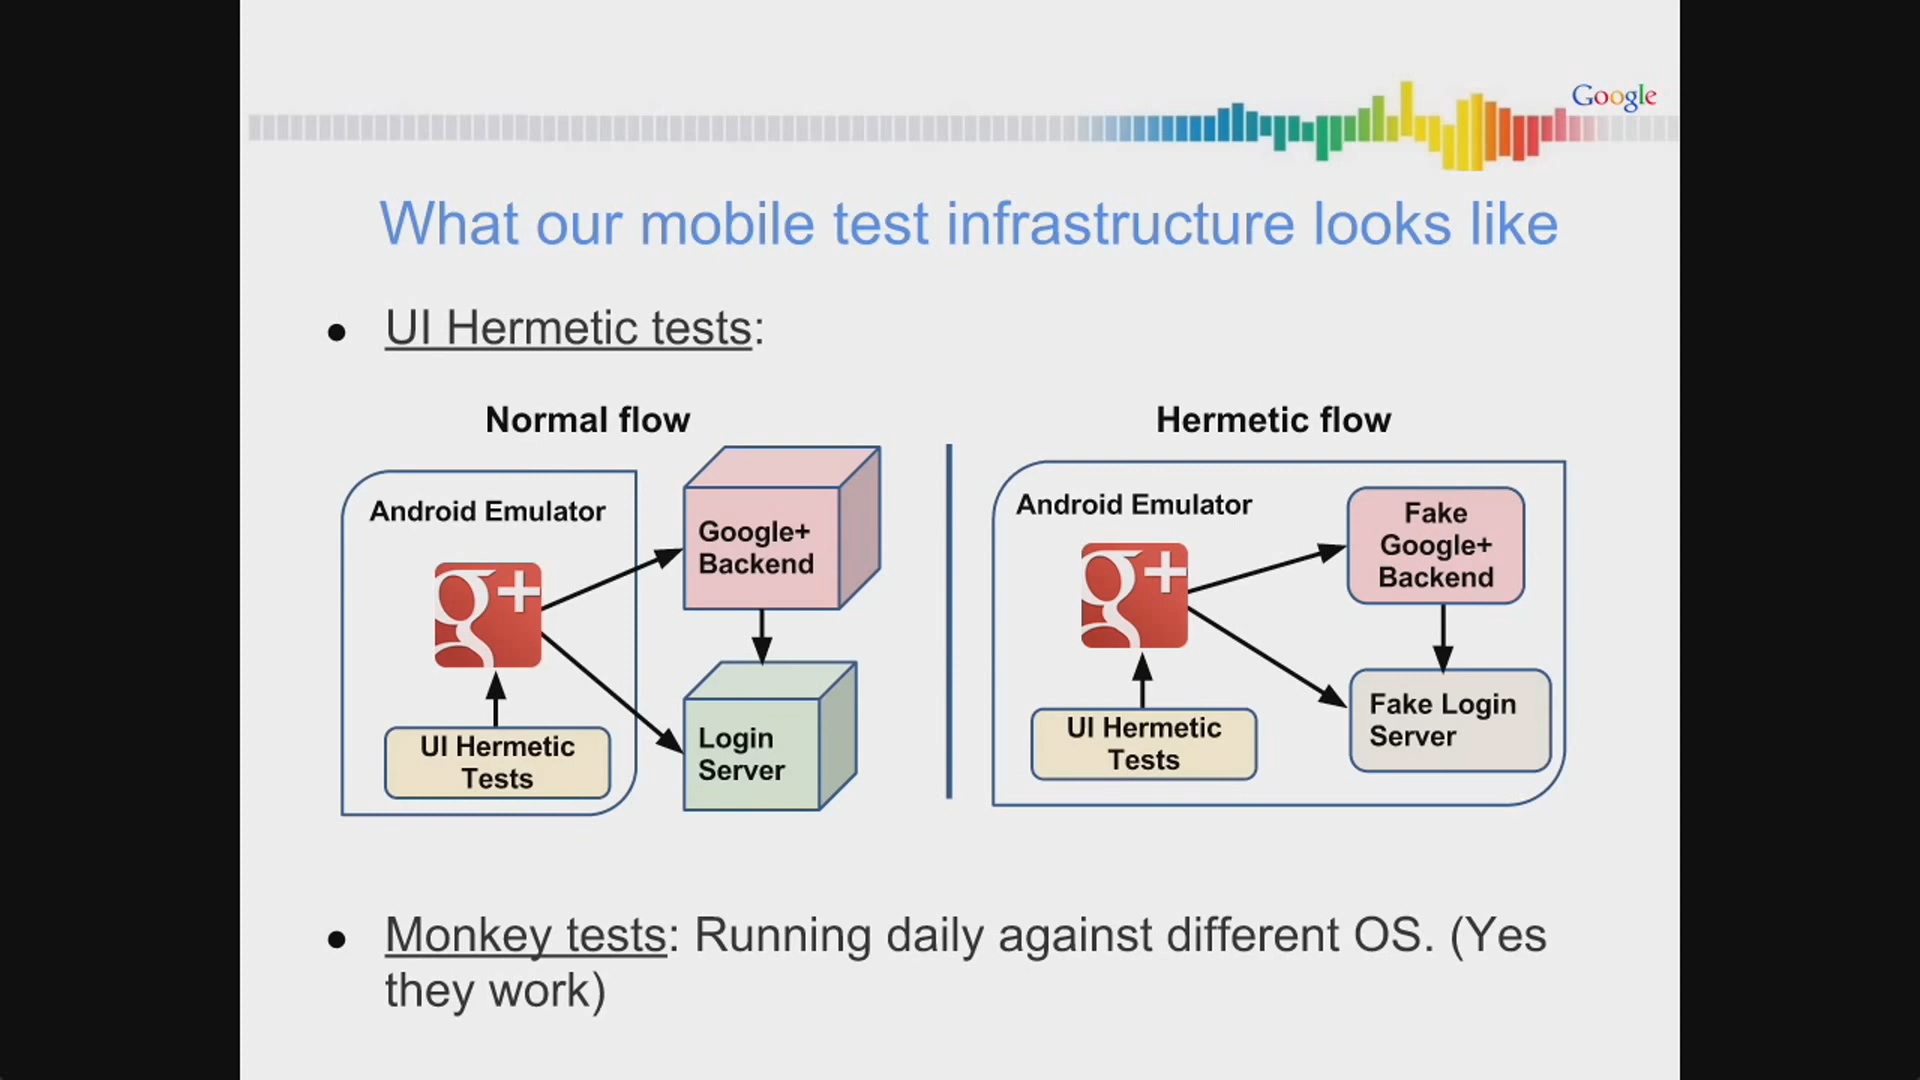 Google
What our mobile test infrastructure looks like
● UI Hermetic tests:
Normal flow
Android Emulator
g+
UI Hermetic
Tests
Google+
Backend
Login
Server
Hermetic flow
Android Emulator
g+
UI Hermetic
Tests
Fake
Google+
Backend
Fake Login
Server
● Monkey tests: Running daily against different OS. (Yes
they work)